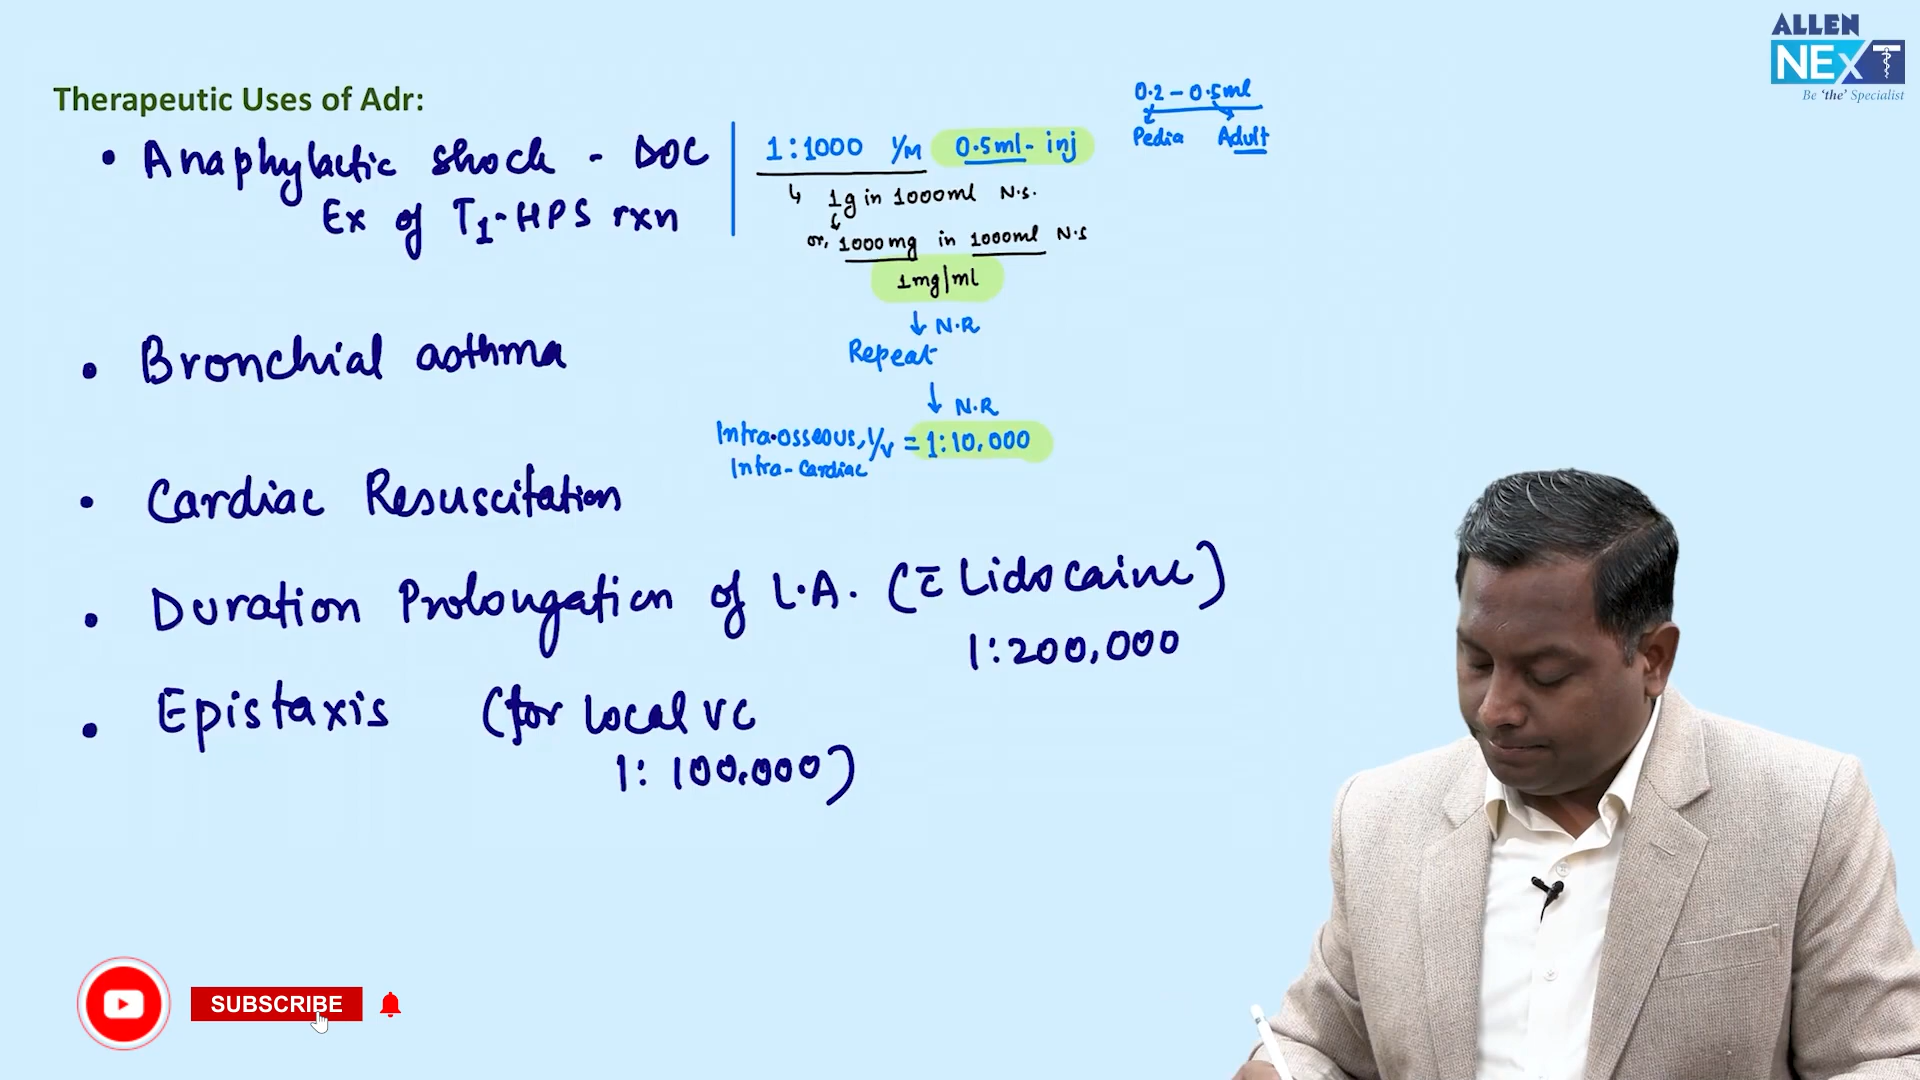 ALLEN
NEXT
Be 'the' Specialist
Therapeutic Uses of Adr:
• Anaphylactic shock - DOC
Ex of T1-HPS rxn
1:1000 I/M 0.5ml- inj
0.2 - 0.5ml
Pedia Adult
↳ 1g in 1000ml N.S.
or, 1000mg in 1000ml N.S
1mg/ml
↓ N.R
Repeat
↓ N.R
Intra-osseous, I/v = 1:10,000
Intra-Cardiac
• Bronchial asthma
• Cardiac Resuscitation
• Duration Prolongation of L.A. (c̄ Lidocaine)
1:200,000
• Epistaxis (for local VC
1: 100,000)
SUBSCRIBE